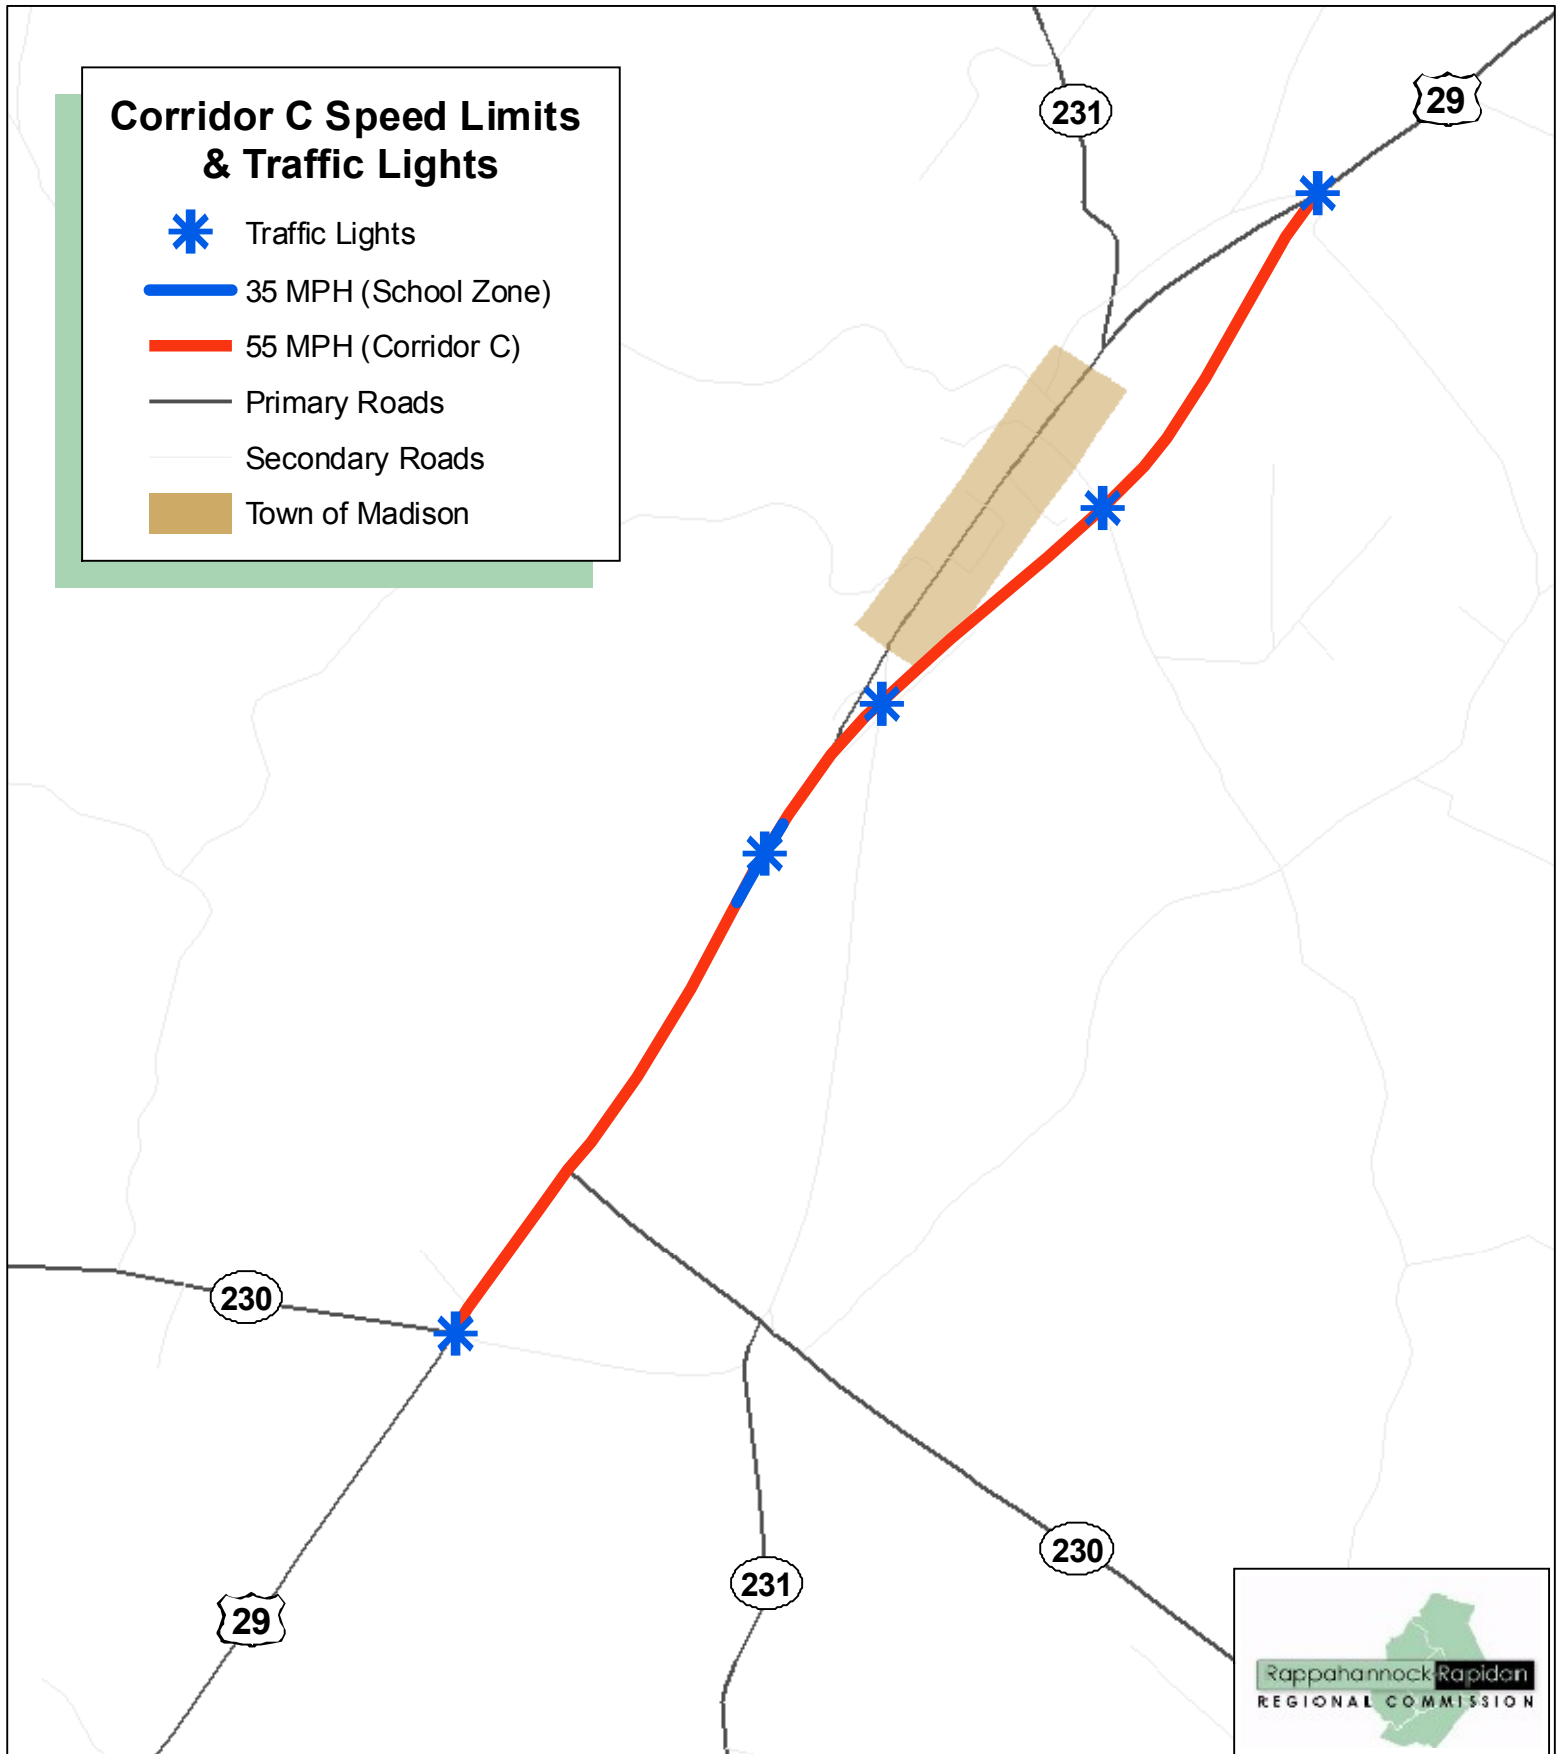 Corridor C Speed Limits
& Traffic Lights
Traffic Lights
35 MPH (School Zone)
55 MPH (Corridor C)
Primary Roads
Secondary Roads
Town of Madison
231
29
230
29
231
230
Rappahannock-Rapidan
REGIONAL COMMISSION